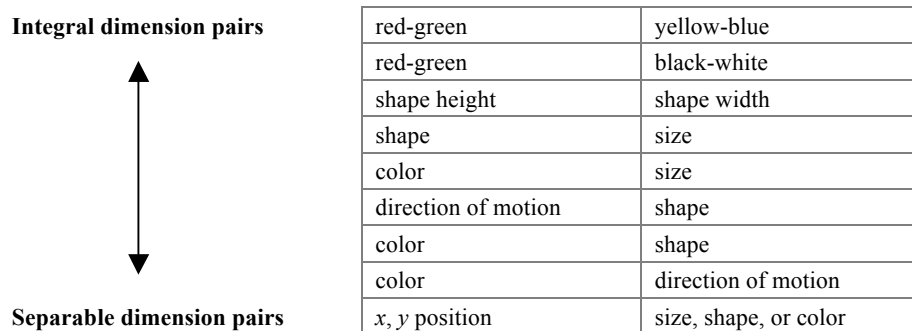 Integral dimension pairs red-green yellow-blue
red-green black-white
shape height shape width
shape size
color size
direction of motion shape
color shape
color direction of motion
Separable dimension pairs x, y position size, shape, or color